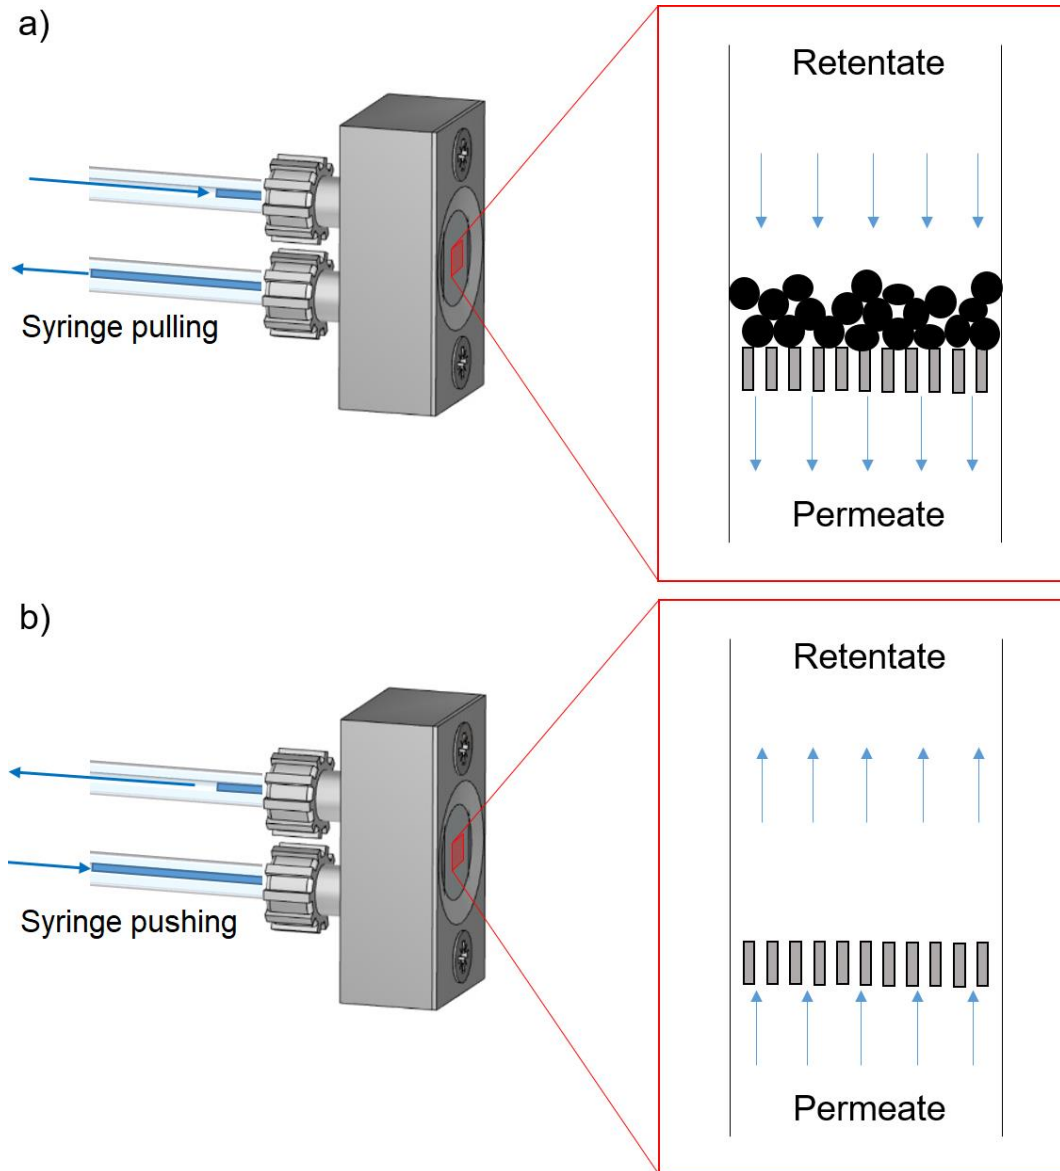 a)
Retentate
Syringe pulling
Permeate
b)
Retentate
Syringe pushing
Permeate